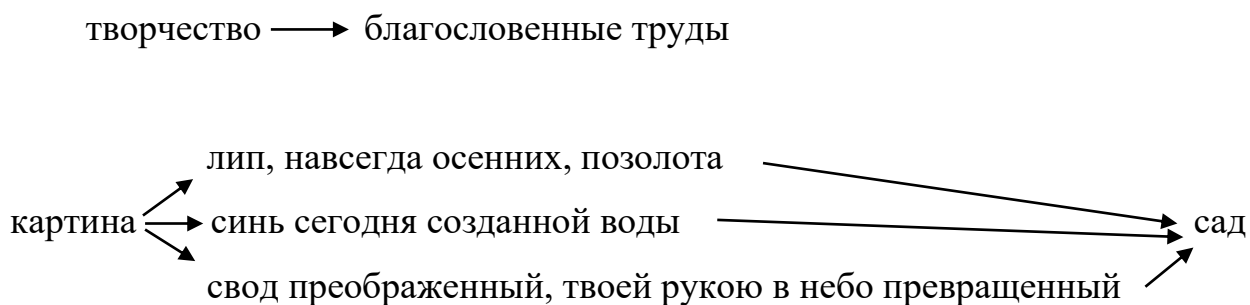 творчество благословенные труды
лип, навсегда осенних, позолота
картина синь сегодня созданной воды сад
свод преображенный, твоей рукою в небо превращенный